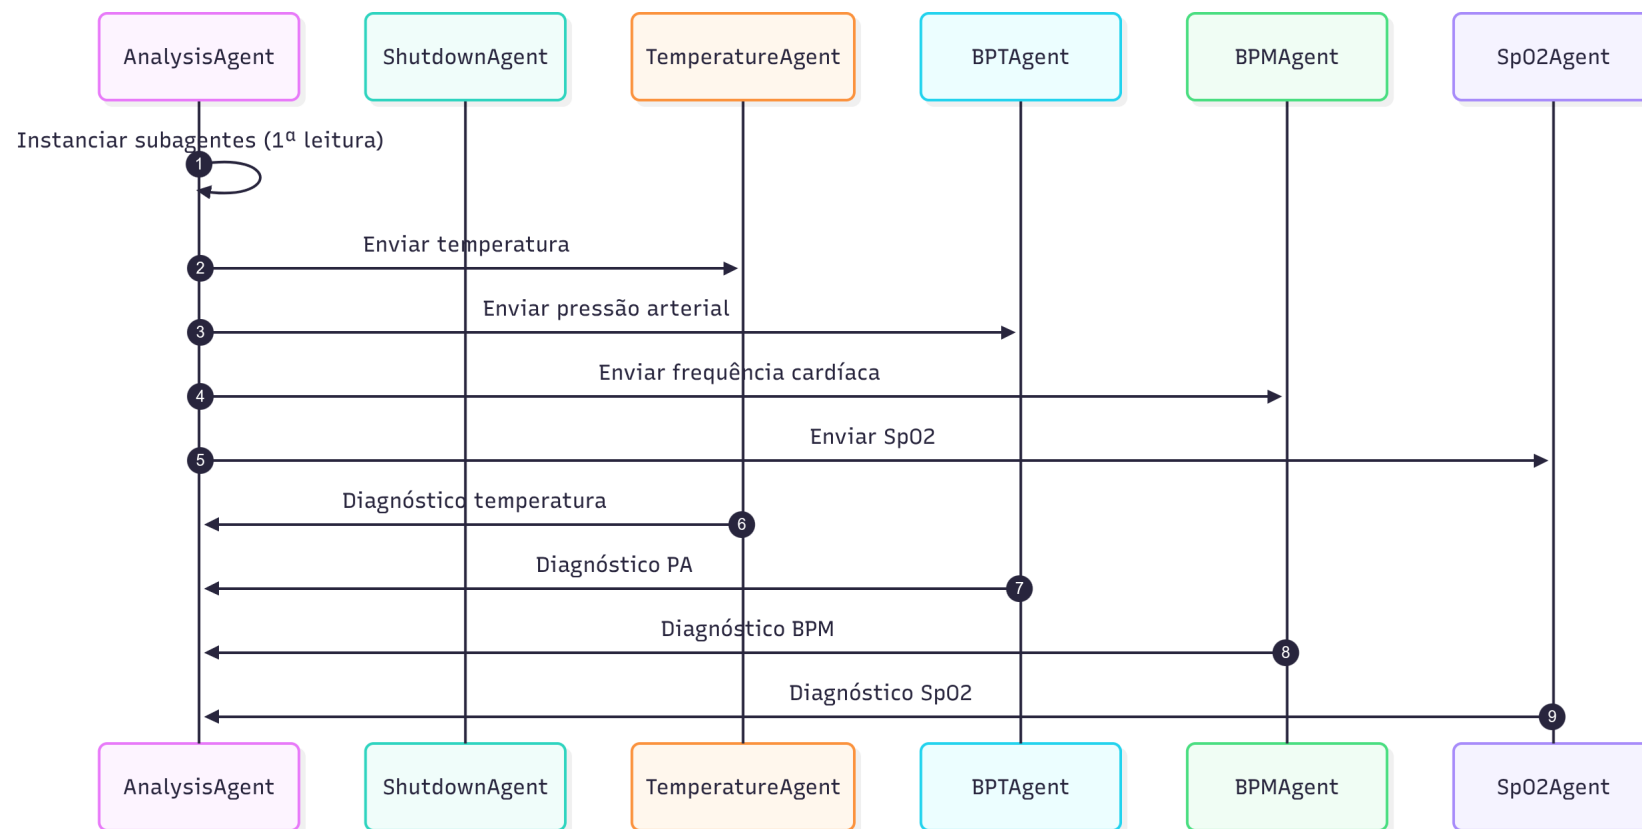 AnalysisAgent
ShutdownAgent
TemperatureAgent
BPTAgent
BPMAgent
SpO2Agent
Instanciar subagentes (1ª leitura)
1
Enviar temperatura
2
Enviar pressão arterial
3
Enviar frequência cardíaca
4
Enviar SpO2
5
Diagnóstico temperatura
6
Diagnóstico PA
7
Diagnóstico BPM
8
Diagnóstico SpO2
9
AnalysisAgent
ShutdownAgent
TemperatureAgent
BPTAgent
BPMAgent
SpO2Agent